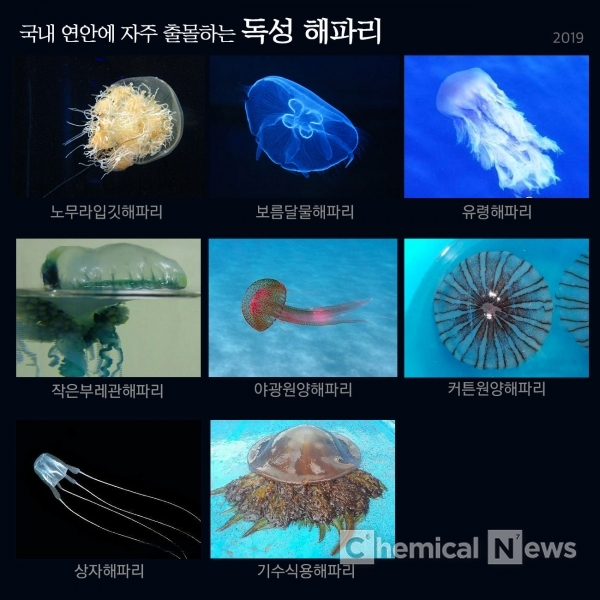 국내 연안에 자주 출몰하는 독성 해파리
2019
노무라입깃해파리
보름달물해파리
유령해파리
작은부레관해파리
야광원양해파리
커튼원양해파리
상자해파리
기수식용해파리
Chemical News